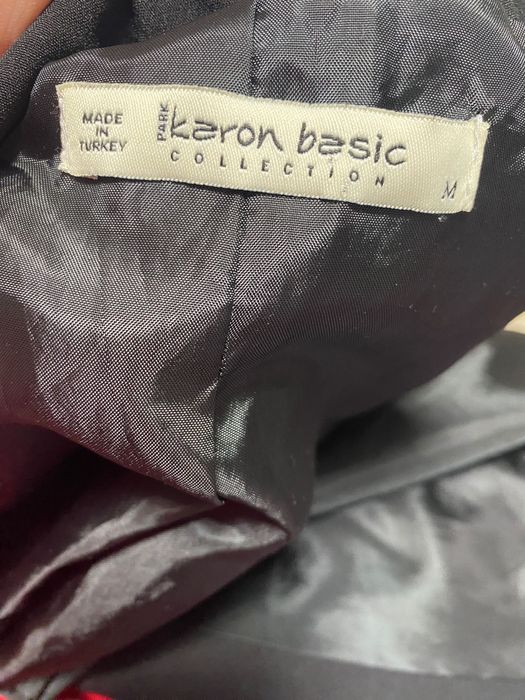 MADE
IN
TURKEY
PARK
karon basic
COLLECTION
M